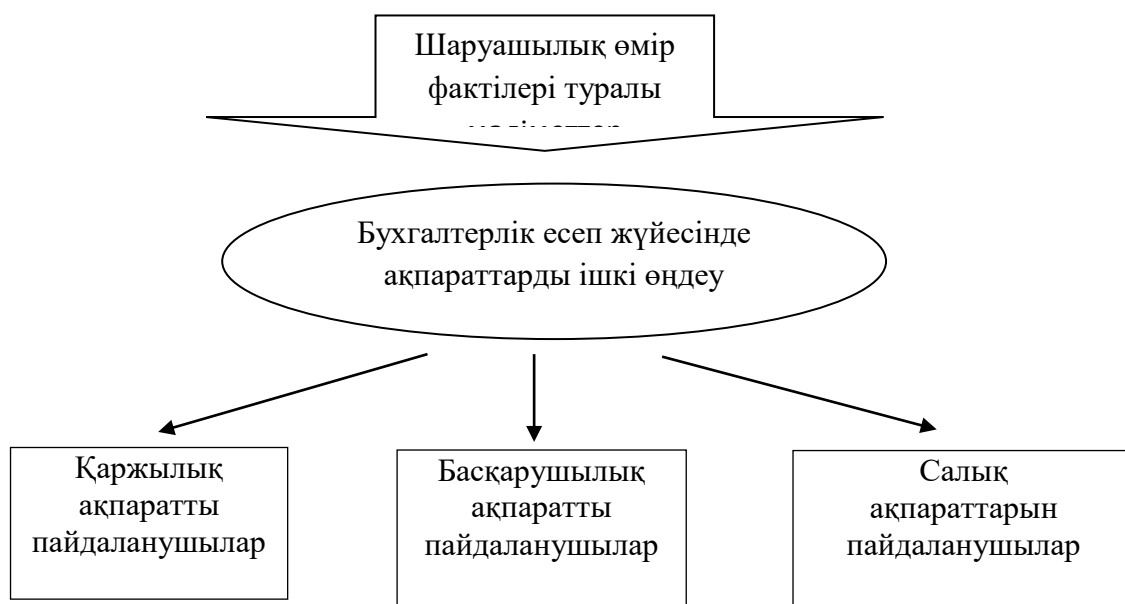 Шаруашылық өмір
фактілері туралы
Бухгалтерлік есеп жүйесінде
ақпараттарды ішкі өңдеу
Қаржылық
ақпаратты
пайдаланушылар
Басқарушылық
ақпаратты
пайдаланушылар
Салық
ақпараттарын
пайдаланушылар